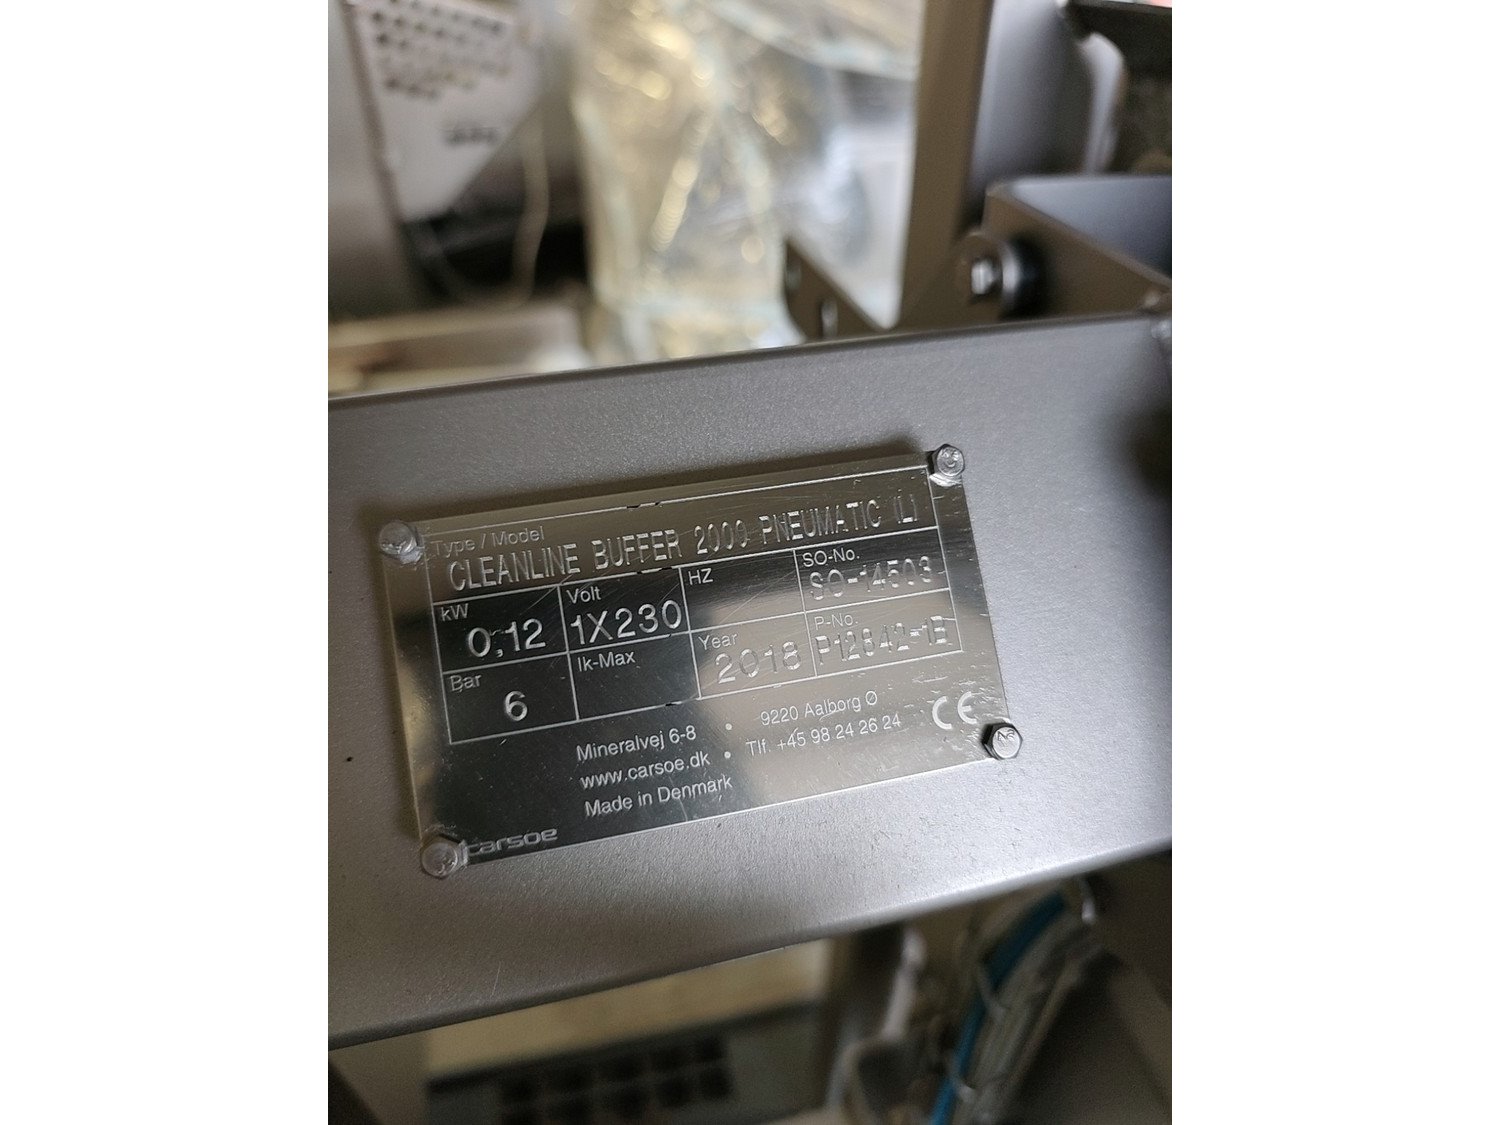 Type / Model
CLEANLINE BUFFER 2000 PNEUMATIC (L)
kW
0,12
Volt
1X230
HZ
SO-No.
SO-14503
Bar
6
Ik-Max
Year
2018
P-No.
P12842-1B
Mineralvej 6-8 • 9220 Aalborg Ø
www.carsoe.dk • Tlf. +45 98 24 26 24
Made in Denmark
CE
carsoe